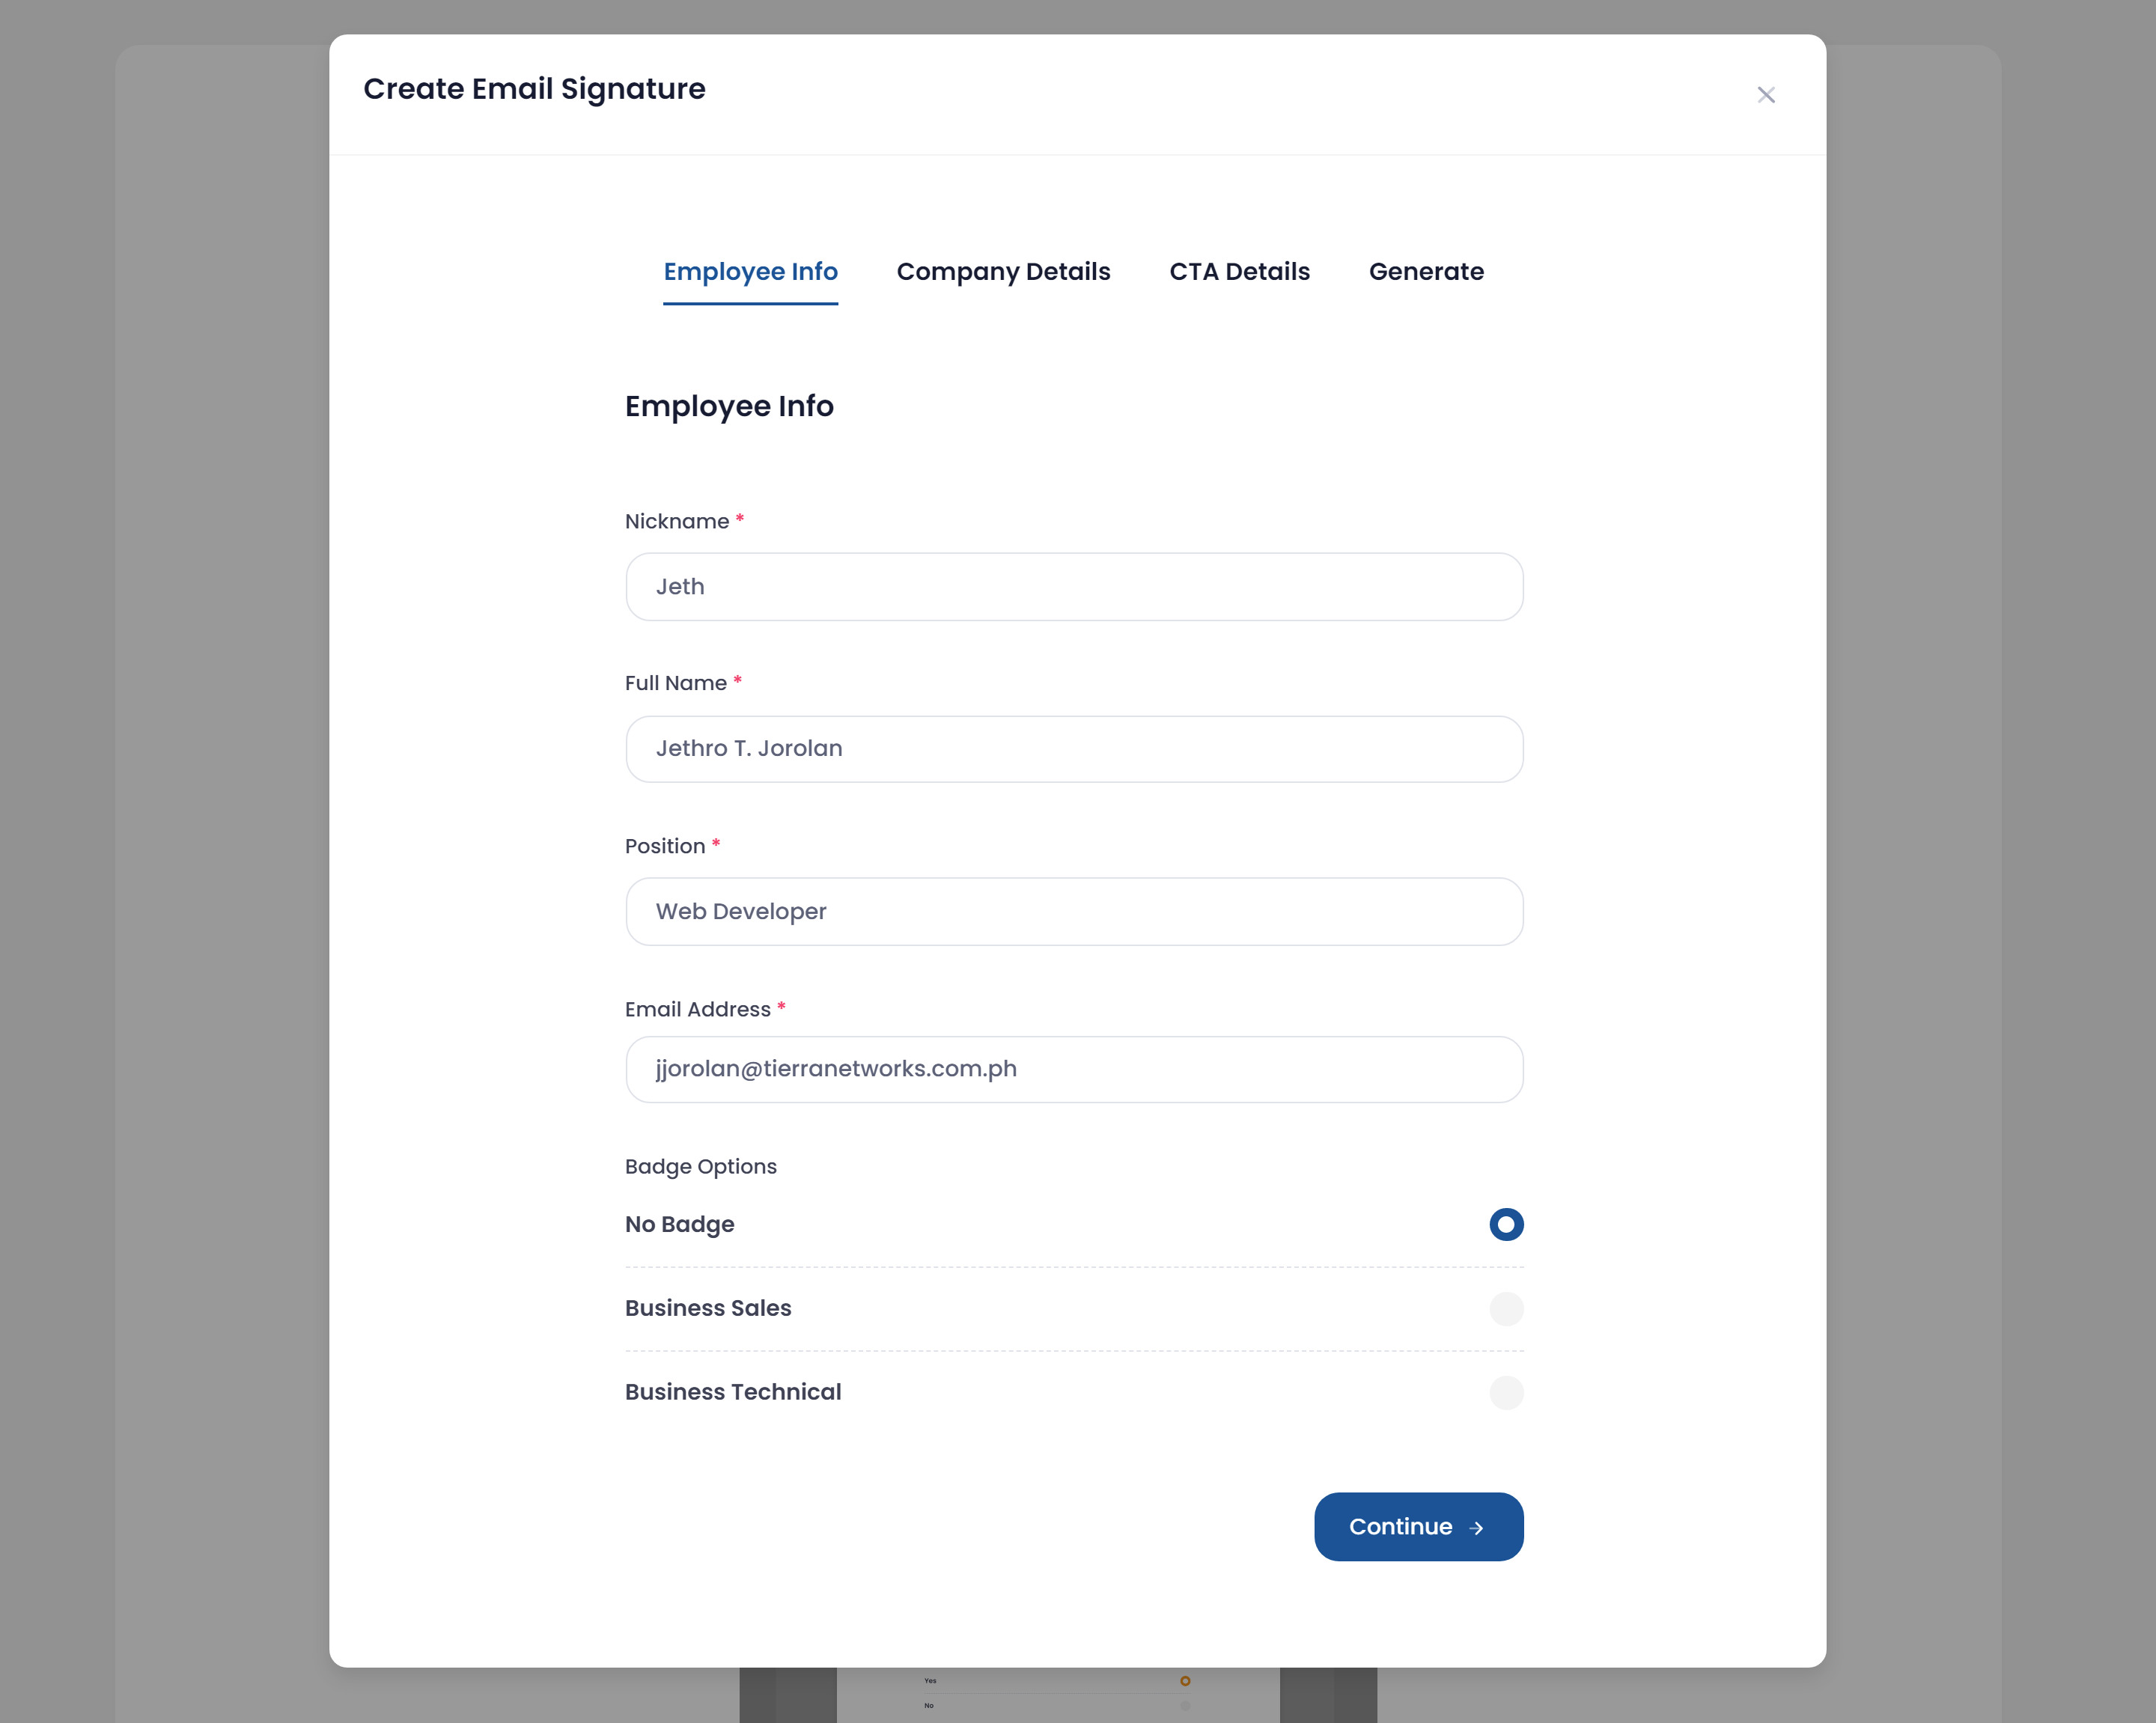 Create Email Signature
Employee Info
Company Details
CTA Details
Generate
Employee Info
Nickname *
Jeth
Full Name *
Jethro T. Jorolan
Position *
Web Developer
Email Address *
jjorolan@tierranetworks.com.ph
Badge Options
No Badge
Business Sales
Business Technical
Continue →
Yes
No